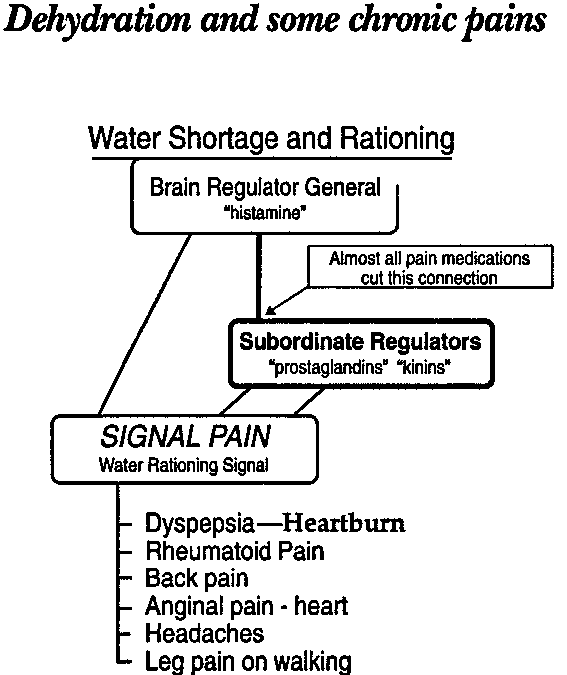 Dehydration and some chronic pains
Water Shortage and Rationing
Brain Regulator General
"histamine"
Almost all pain medications
cut this connection
Subordinate Regulators
"prostaglandins" "kinins"
SIGNAL PAIN
Water Rationing Signal
Dyspepsia—Heartburn
Rheumatoid Pain
Back pain
Anginal pain - heart
Headaches
Leg pain on walking